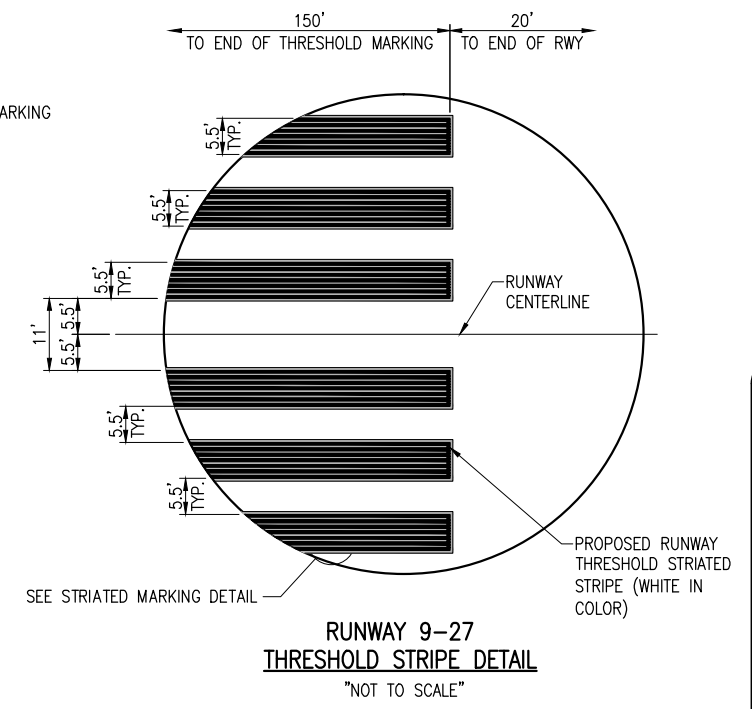 150'
TO END OF THRESHOLD MARKING
20'
TO END OF RWY
ARKING
5.5'
TYP.
5.5'
TYP.
5.5'
TYP.
11'
5.5'
5.5'
RUNWAY
CENTERLINE
5.5'
TYP.
5.5'
TYP.
SEE STRIATED MARKING DETAIL
PROPOSED RUNWAY
THRESHOLD STRIATED
STRIPE (WHITE IN
COLOR)
RUNWAY 9-27
THRESHOLD STRIPE DETAIL
"NOT TO SCALE"